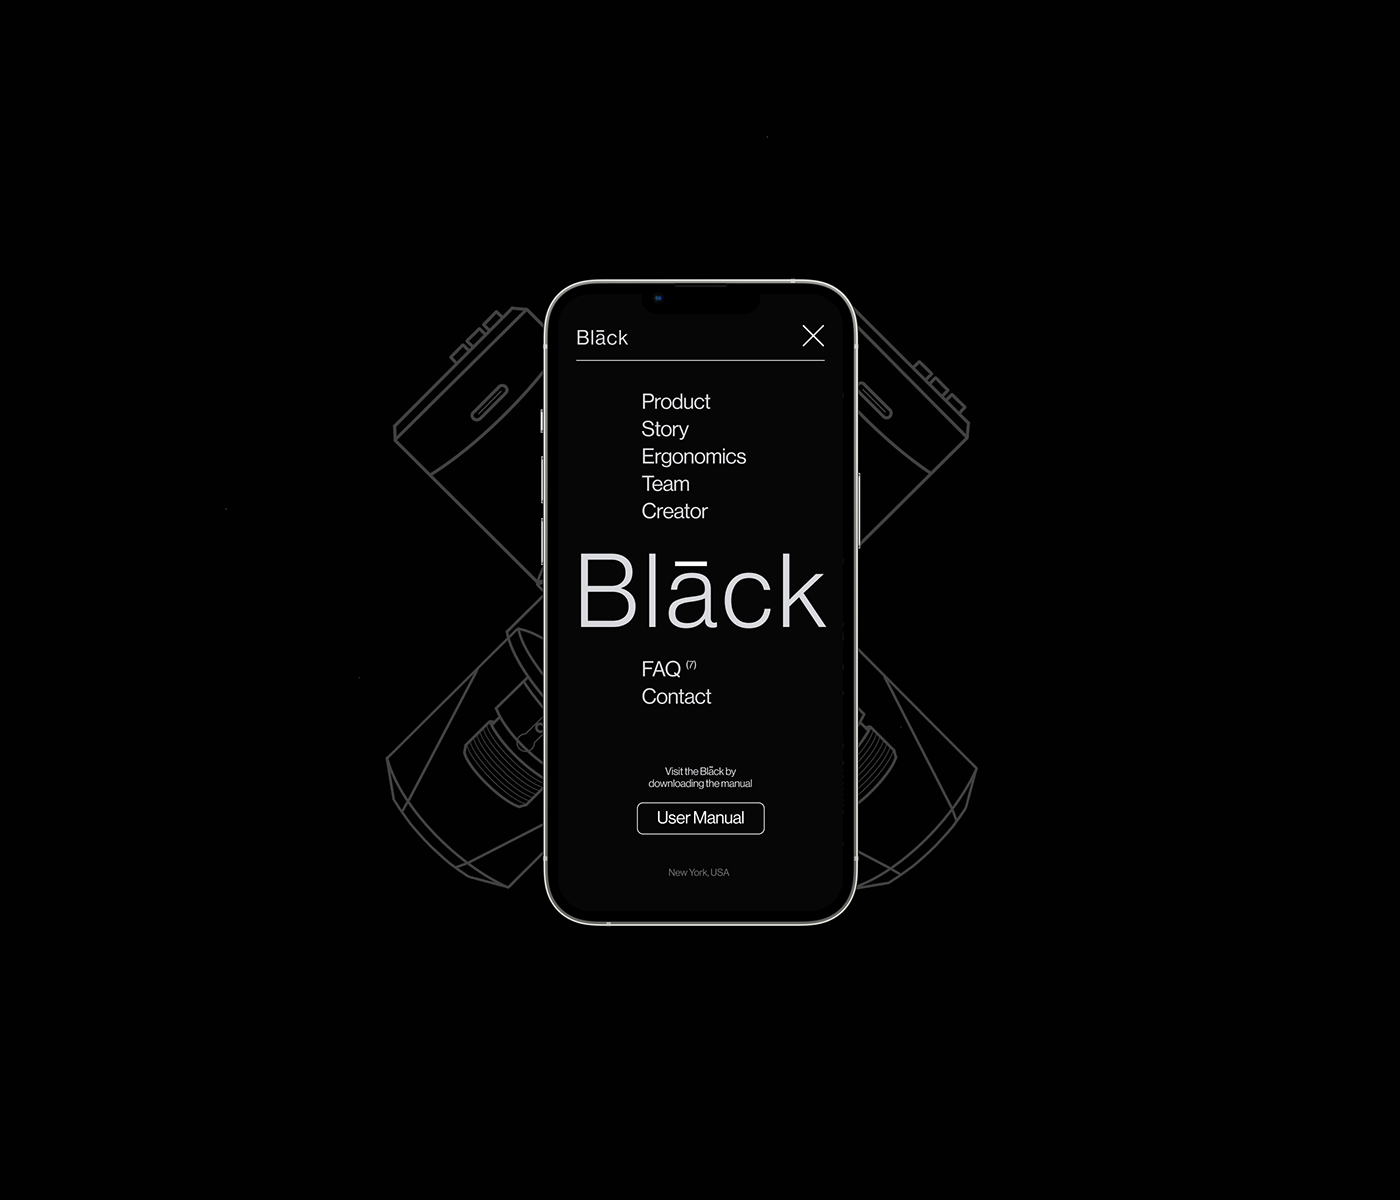 Blāck
Product
Story
Ergonomics
Team
Creator
Blāck
FAQ (7)
Contact
Visit the Blāck by
downloading the manual
User Manual
New York, USA